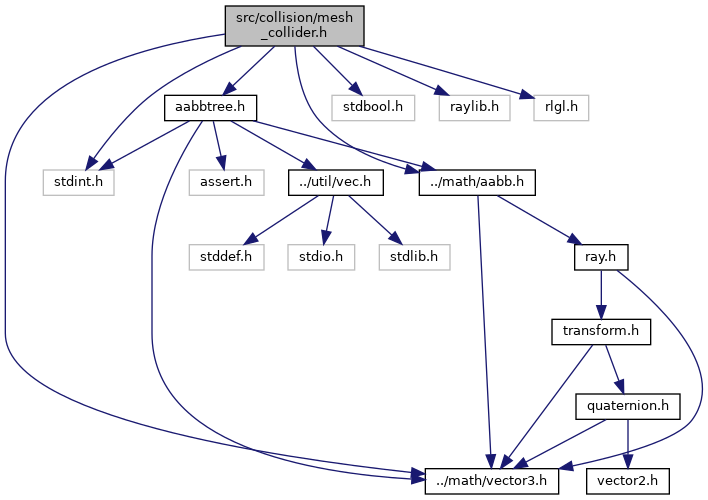 src/collision/mesh
_collider.h
aabbtree.h
stdbool.h
raylib.h
rlgl.h
stdint.h
assert.h
../util/vec.h
../math/aabb.h
stddef.h
stdio.h
stdlib.h
ray.h
transform.h
quaternion.h
../math/vector3.h
vector2.h